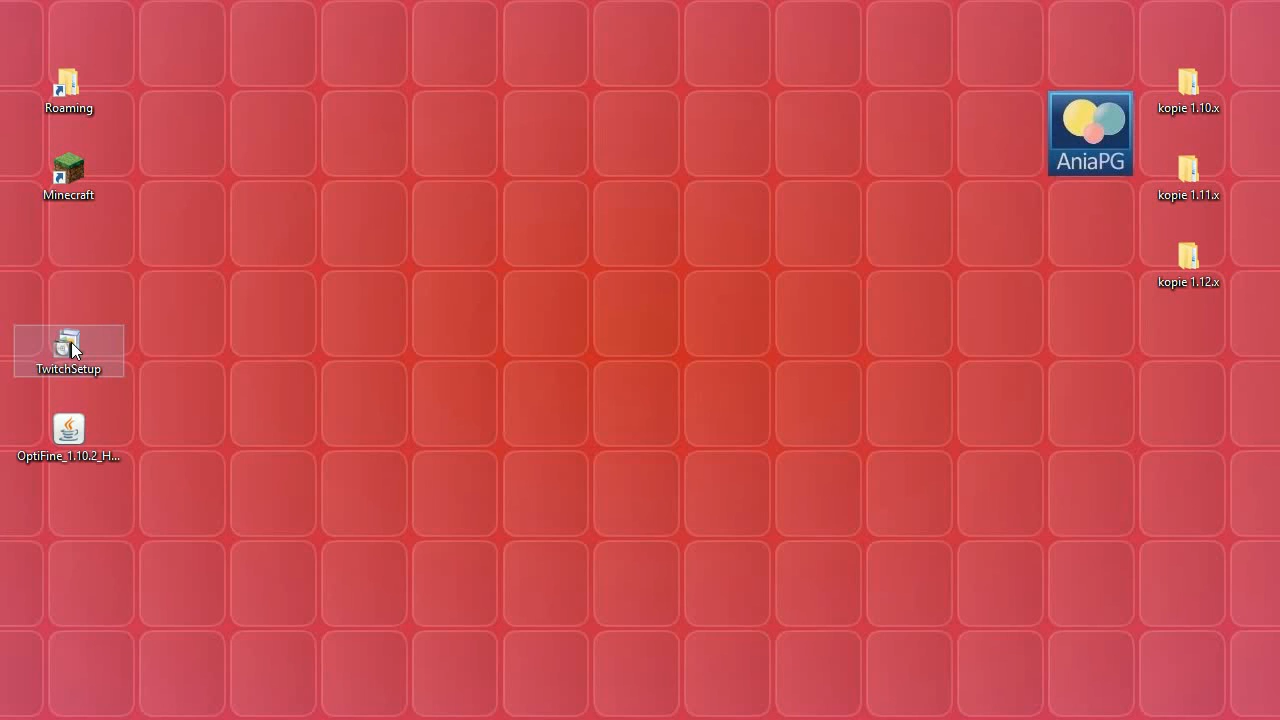 Roaming
Minecraft
TwitchSetup
OptiFine_1.10.2_H...
AniaPG
kopie 1.10.x
kopie 1.11.x
kopie 1.12.x